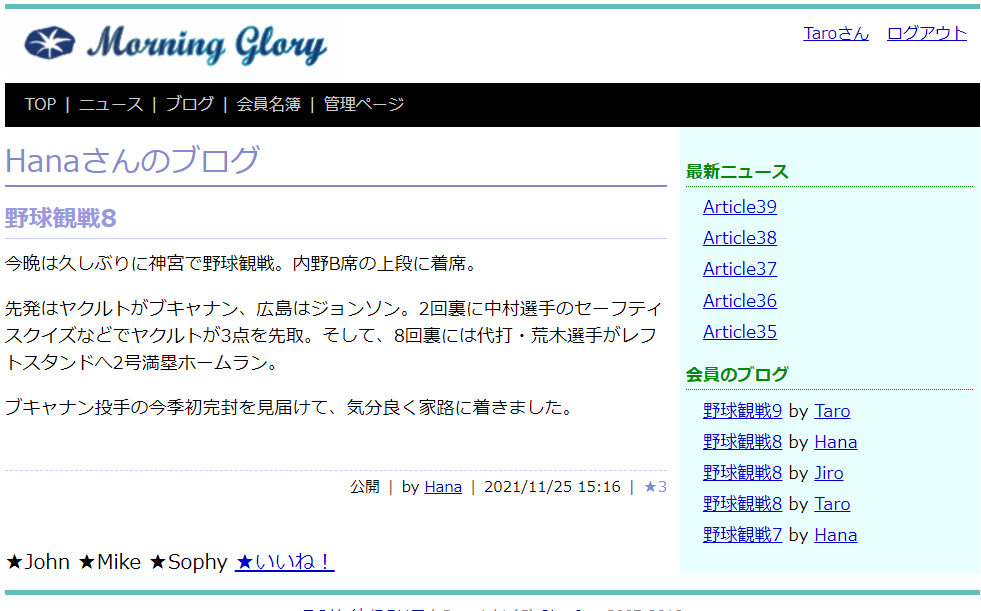 Morning Glory
Taroさん ログアウト
TOP | ニュース | ブログ | 会員名簿 | 管理ページ
Hanaさんのブログ
野球観戦8
今晩は久しぶりに神宮で野球観戦。内野B席の上段に着席。
先発はヤクルトがブキャナン、広島はジョンソン。2回裏に中村選手のセーフティ
スクイズなどでヤクルトが3点を先取。そして、8回裏には代打・荒木選手がレフ
トスタンドへ2号満塁ホームラン。
ブキャナン投手の今季初完封を見届けて、気分良く家路に着きました。
公開 | by Hana | 2021/11/25 15:16 | ★3
★John ★Mike ★Sophy ★いいね！
最新ニュース
Article39
Article38
Article37
Article36
Article35
会員のブログ
野球観戦9 by Taro
野球観戦8 by Hana
野球観戦8 by Jiro
野球観戦8 by Taro
野球観戦7 by Hana